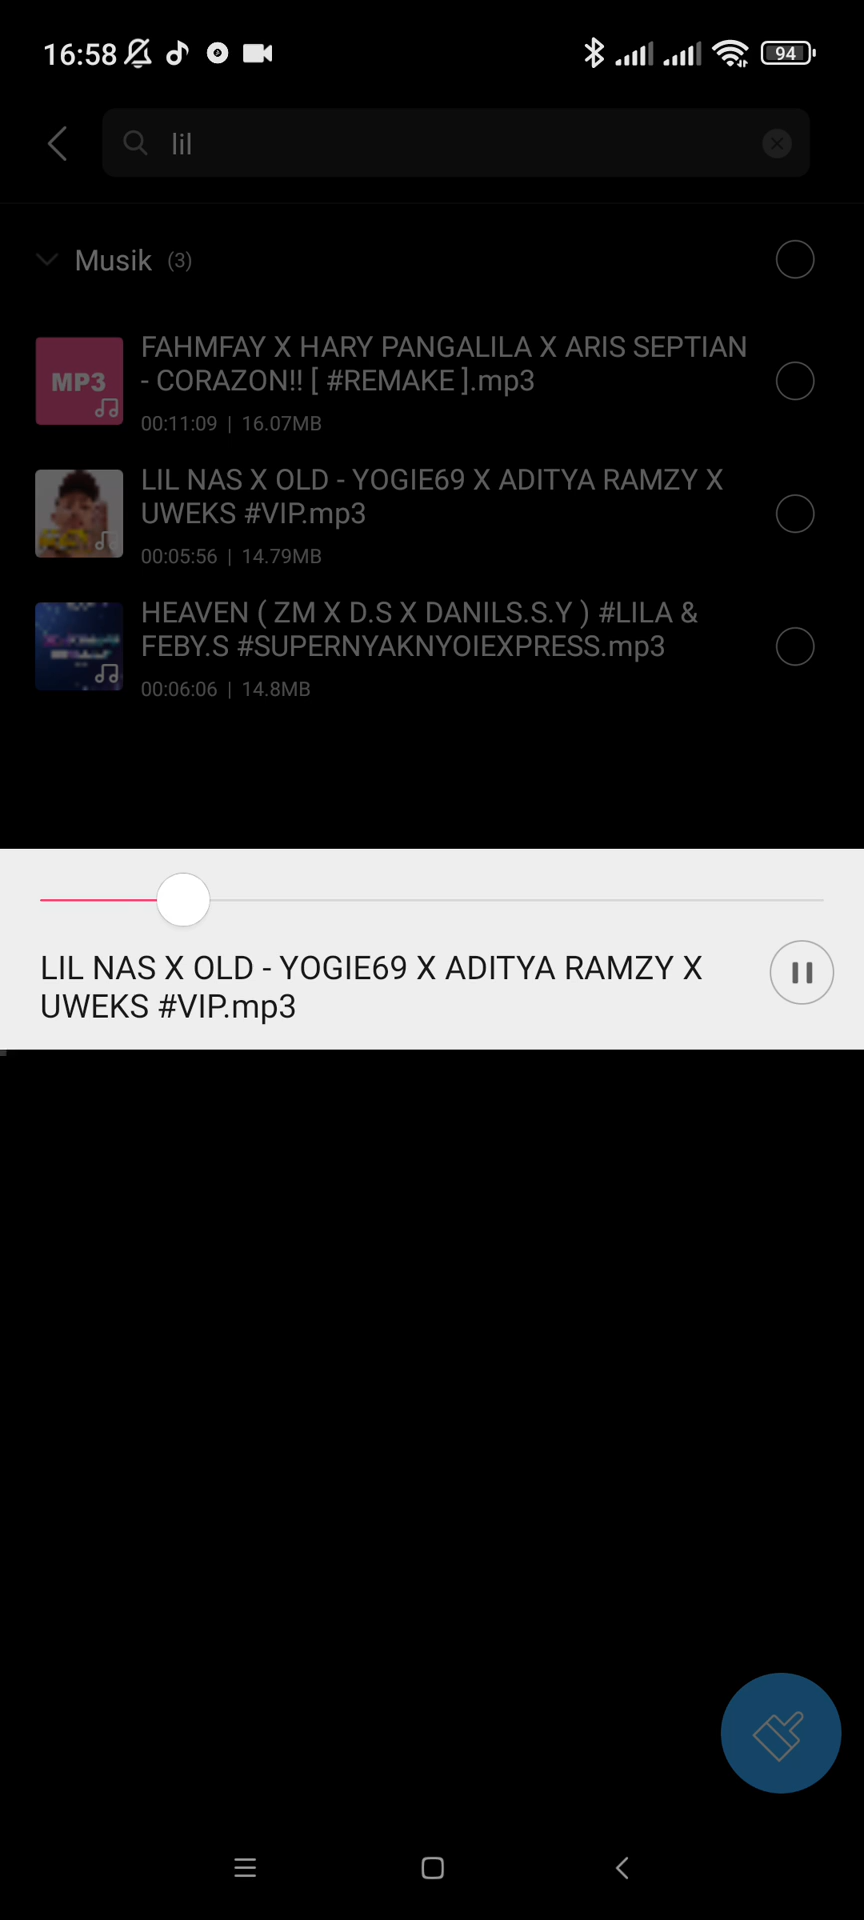 16:58
94
lil
Musik (3)
MP3
FAHMFAY X HARY PANGALILA X ARIS SEPTIAN
- CORAZON!! [ #REMAKE ].mp3
00:11:09 | 16.07MB
LIL NAS X OLD - YOGIE69 X ADITYA RAMZY X
UWEKS #VIP.mp3
00:05:56 | 14.79MB
HEAVEN ( ZM X D.S X DANILS.S.Y ) #LILA &
FEBY.S #SUPERNYAKNYOIEXPRESS.mp3
00:06:06 | 14.8MB
LIL NAS X OLD - YOGIE69 X ADITYA RAMZY X
UWEKS #VIP.mp3